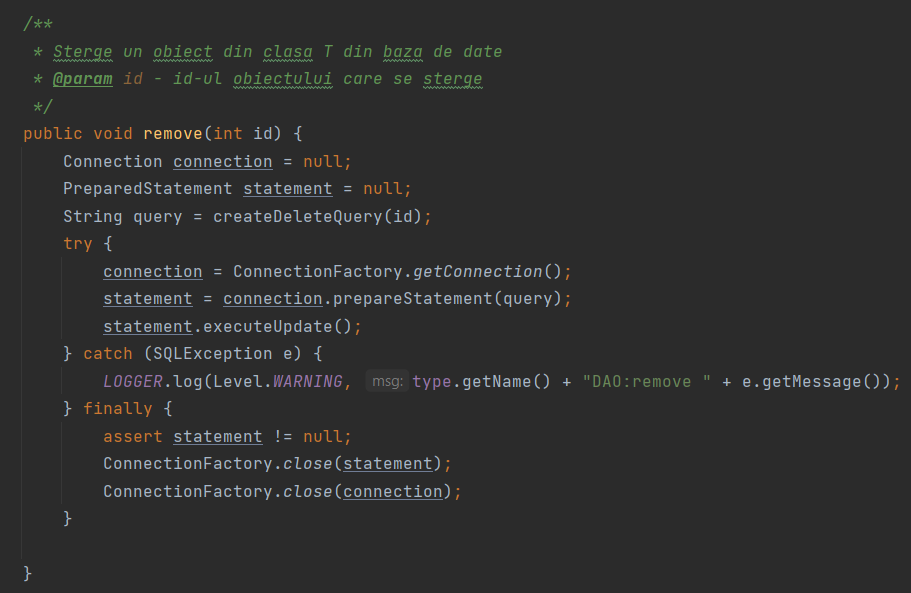 /**
 * Sterge un obiect din clasa T din baza de date
 * @param id - id-ul obiectului care se sterge
 */
public void remove(int id) {
    Connection connection = null;
    PreparedStatement statement = null;
    String query = createDeleteQuery(id);
    try {
        connection = ConnectionFactory.getConnection();
        statement = connection.prepareStatement(query);
        statement.executeUpdate();
    } catch (SQLException e) {
        LOGGER.log(Level.WARNING, msg: type.getName() + "DAO:remove " + e.getMessage());
    } finally {
        assert statement != null;
        ConnectionFactory.close(statement);
        ConnectionFactory.close(connection);
    }
}